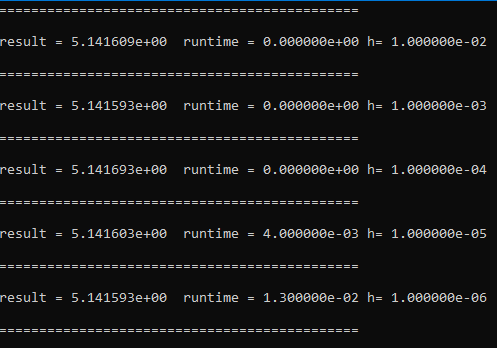 =============================================
result = 5.141609e+00  runtime = 0.000000e+00 h= 1.000000e-02
=============================================
result = 5.141593e+00  runtime = 0.000000e+00 h= 1.000000e-03
=============================================
result = 5.141693e+00  runtime = 0.000000e+00 h= 1.000000e-04
=============================================
result = 5.141603e+00  runtime = 4.000000e-03 h= 1.000000e-05
=============================================
result = 5.141593e+00  runtime = 1.300000e-02 h= 1.000000e-06
=============================================